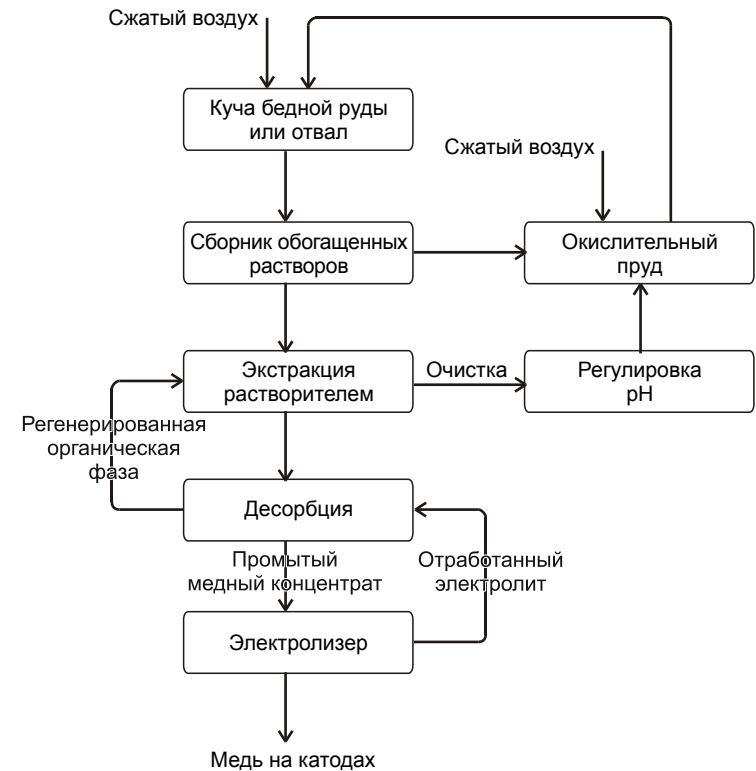 Сжатый воздух
Куча бедной руды
или отвал
Сжатый воздух
Сборник обогащенных
растворов
Окислительный
пруд
Экстракция
растворителем
Очистка
Регулировка
pH
Регенерированная
органическая
фаза
Десорбция
Промытый
медный концентрат
Отработанный
электролит
Электролизер
Медь на катодах